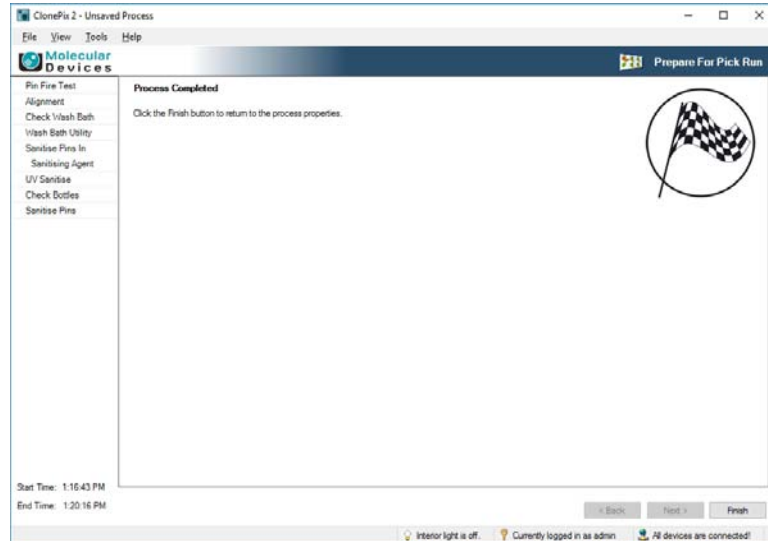 ClonePix 2 - Unsaved Process
File View Tools Help
Molecular
Devices
Prepare For Pick Run
Pin Fire Test
Alignment
Check Wash Bath
Wash Bath Utility
Sanitise Pins In
Sanitising Agent
UV Sanitise
Check Bottles
Sanitise Pins
Process Completed
Click the Finish button to return to the process properties.
Start Time: 1:16:43 PM
End Time: 1:20:16 PM
< Back Next > Finish
Interior light is off. Currently logged in as admin All devices are connected!